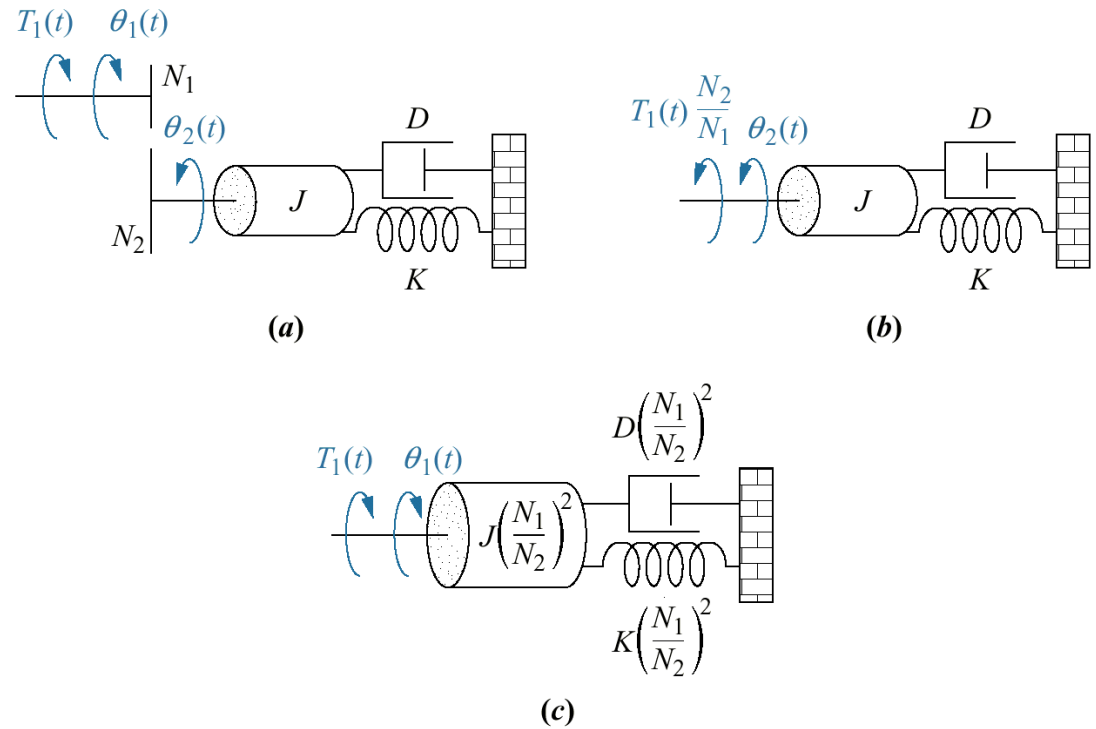 T₁(t) θ₁(t)
N₁
θ₂(t)
D
J
N₂
K
(a)
T₁(t) N₂/N₁ θ₂(t)
D
J
K
(b)
D(N₁/N₂)²
T₁(t) θ₁(t)
J(N₁/N₂)²
K(N₁/N₂)²
(c)